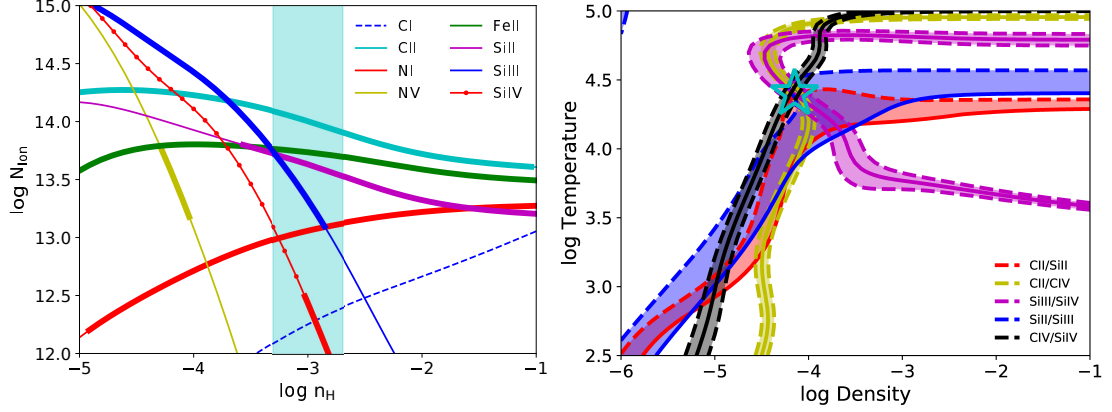 15.0
14.5
14.0
13.5
13.0
12.5
12.0
log N_ion
−5
−4
−3
−2
−1
log n_H
CI
CII
NI
NV
FeII
SiII
SiIII
SiIV
5.0
4.5
4.0
3.5
3.0
2.5
log Temperature
−6
−5
−4
−3
−2
−1
log Density
CII/SiII
CII/CIV
SiIII/SiIV
SiII/SiIII
CIV/SiIV